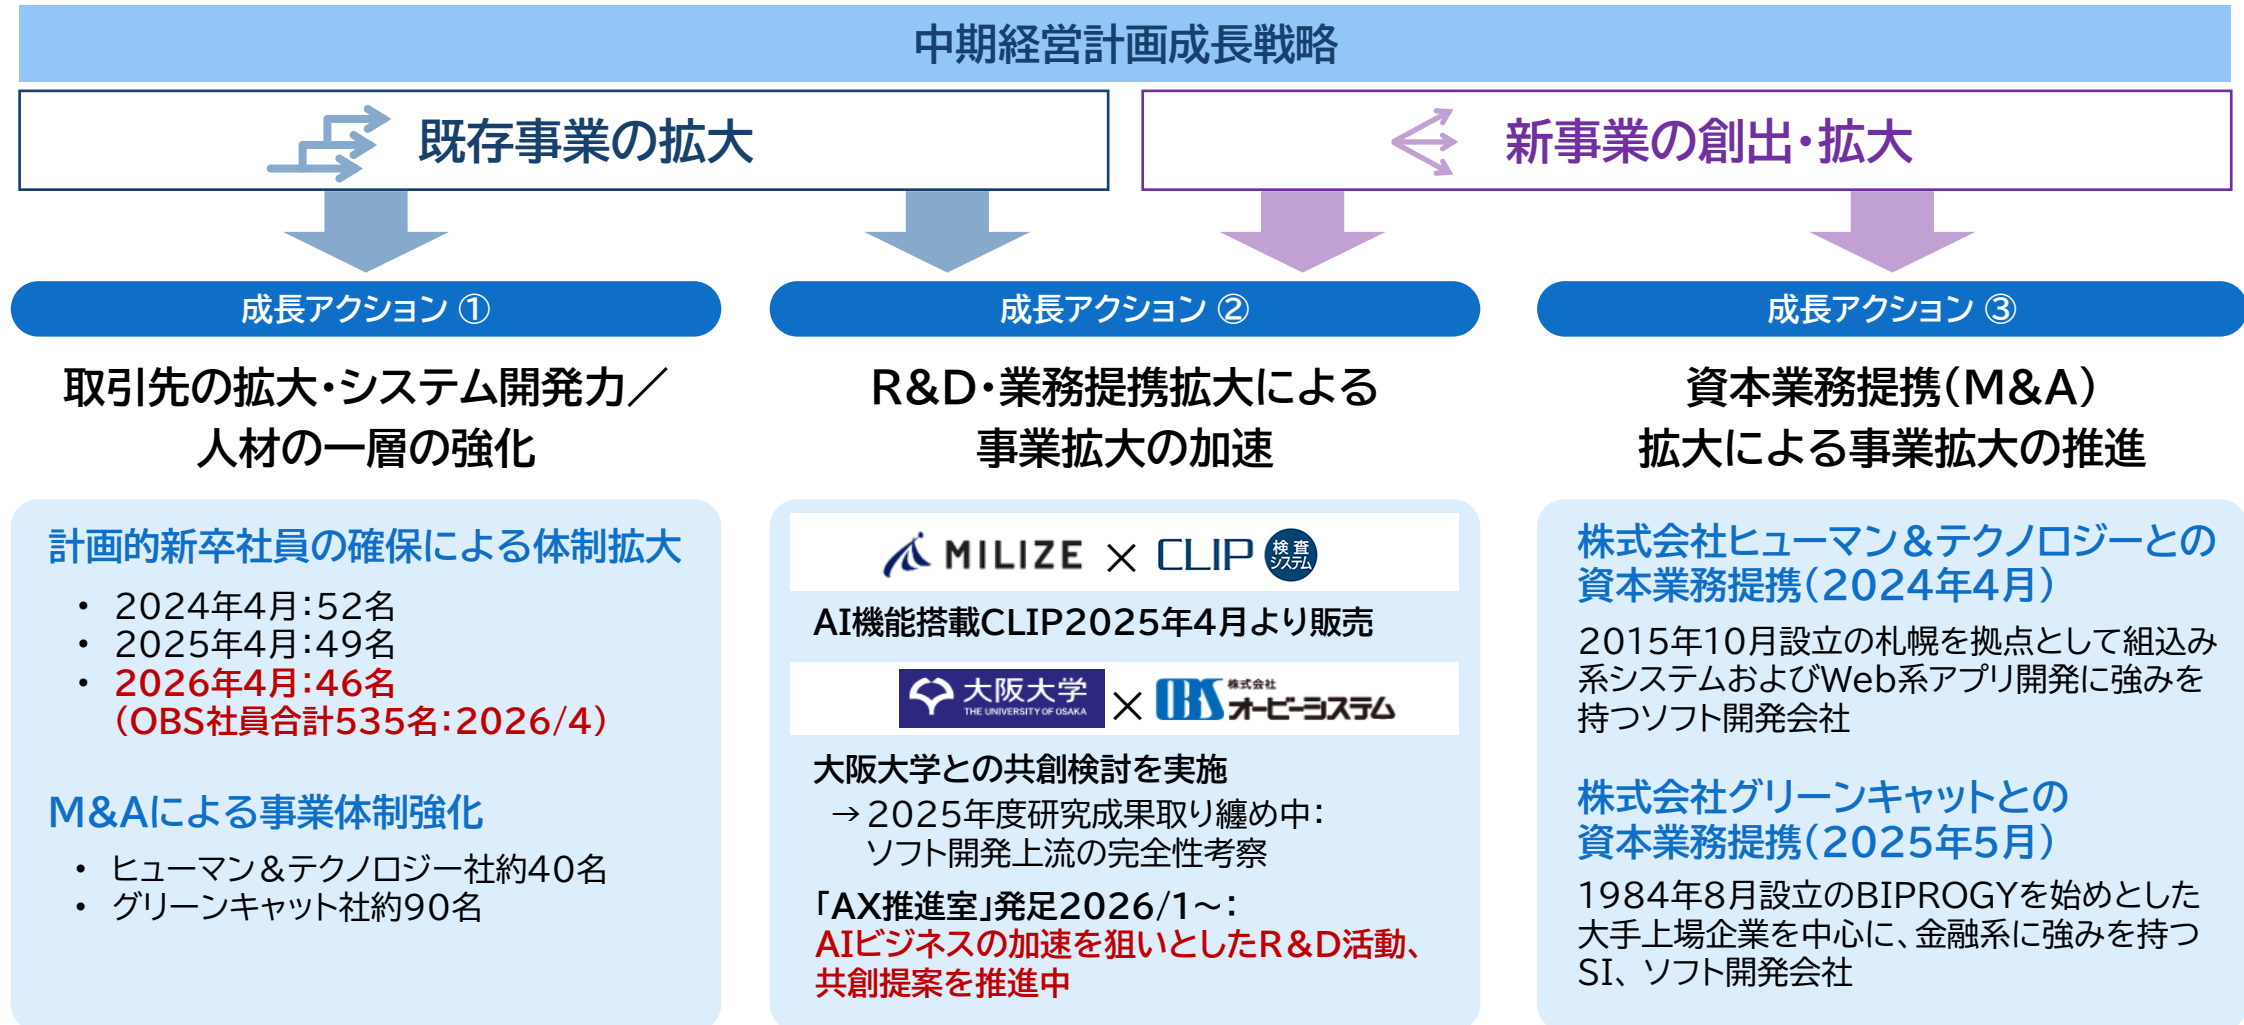 中期経営計画成長戦略
既存事業の拡大
新事業の創出・拡大
成長アクション ①
取引先の拡大・システム開発力／
人材の一層の強化
計画的新卒社員の確保による体制拡大
• 2024年4月：52名
• 2025年4月：49名
• 2026年4月：46名
（OBS社員合計535名：2026/4）
M&Aによる事業体制強化
• ヒューマン＆テクノロジー社約40名
• グリーンキャット社約90名
成長アクション ②
R&D・業務提携拡大による
事業拡大の加速
MILIZE × CLIP 検査システム
AI機能搭載CLIP2025年4月より販売
大阪大学 THE UNIVERSITY OF OSAKA × OBS 株式会社オービーシステム
大阪大学との共創検討を実施
→2025年度研究成果取り纏め中：
ソフト開発上流の完全性考察
「AX推進室」発足2026/1～：
AIビジネスの加速を狙いとしたR&D活動、
共創提案を推進中
成長アクション ③
資本業務提携（M&A）
拡大による事業拡大の推進
株式会社ヒューマン＆テクノロジーとの
資本業務提携（2024年4月）
2015年10月設立の札幌を拠点として組込み
系システムおよびWeb系アプリ開発に強みを
持つソフト開発会社
株式会社グリーンキャットとの
資本業務提携（2025年5月）
1984年8月設立のBIPROGYを始めとした
大手上場企業を中心に、金融系に強みを持つ
SI、ソフト開発会社